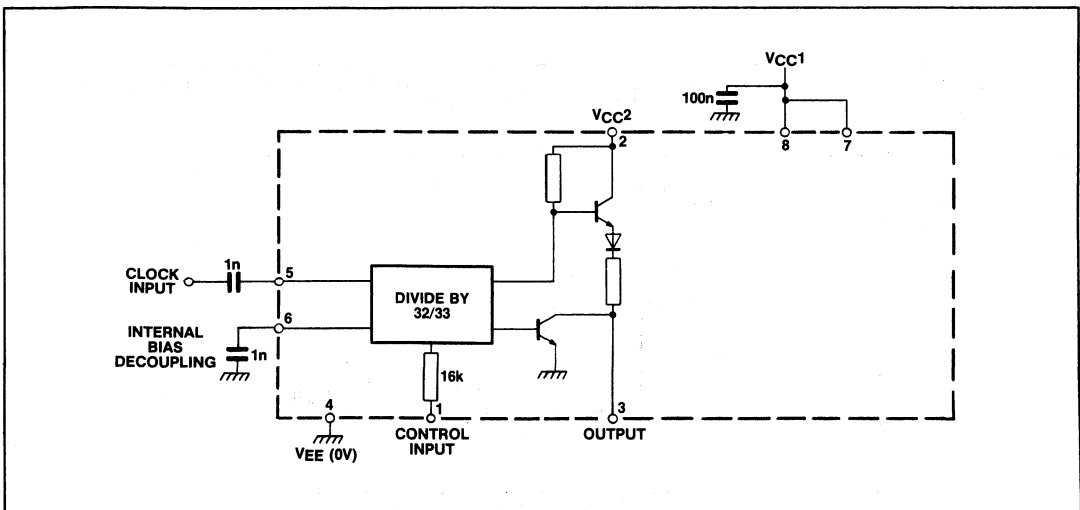 VCC1
100n
VCC2
2
8
7
1n
CLOCK
INPUT
5
DIVIDE BY
32/33
6
INTERNAL
BIAS
DECOUPLING
1n
16k
4
1
3
VEE (0V)
CONTROL
INPUT
OUTPUT